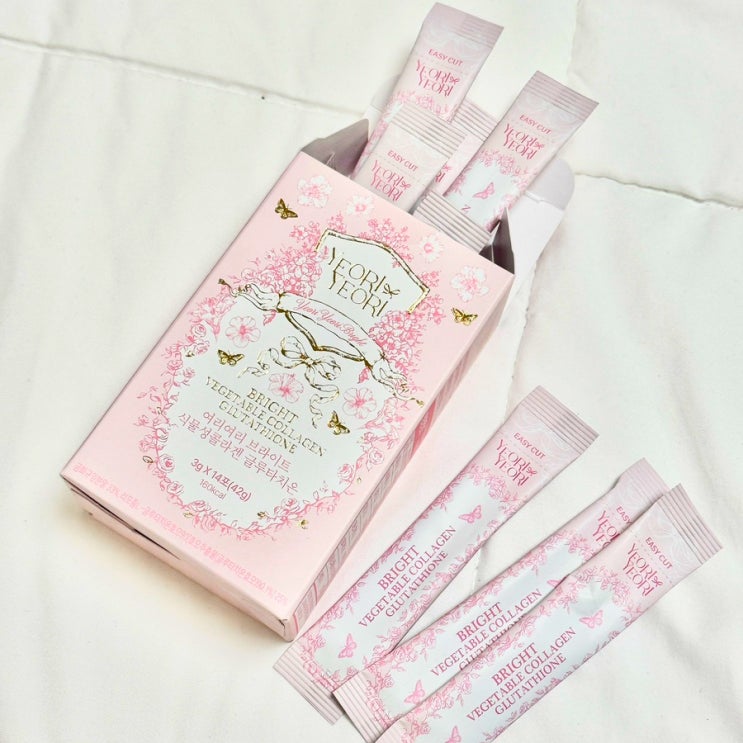 EASY CUT
YEORI
YEORI
EASY CUT
YEORI
YEORI
EASY CUT
YEORI
YEORI
YEORI
YEORI
Yeori Yeori Bright
BRIGHT
VEGETABLE COLLAGEN
GLUTATHIONE
여리여리 브라이트
식물성콜라겐 글루타치온
3g X 14포(42g)
160kcal
EASY CUT
YEORI
YEORI
BRIGHT
VEGETABLE COLLAGEN
GLUTATHIONE
YEORI
YEORI
BRIGHT
VEGETABLE COLLAGEN
GLUTATHIONE
EASY CUT
YEORI
YEORI
BRIGHT
VEGETABLE COLLAGEN
GLUTATHIONE